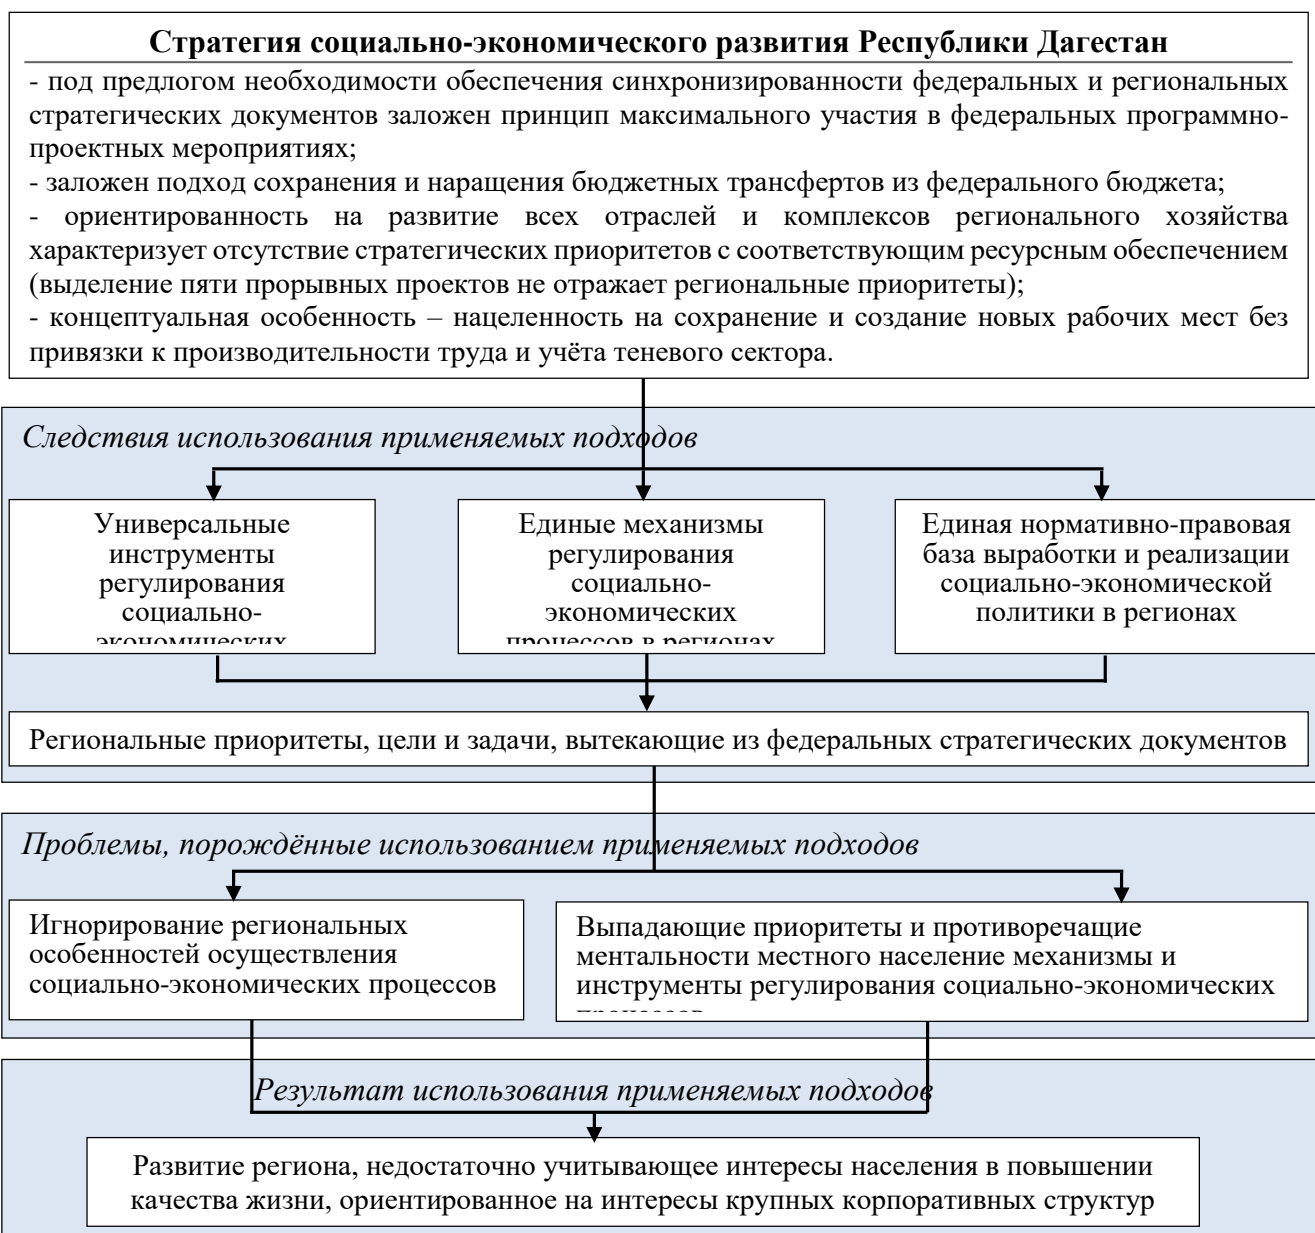 Стратегия социально-экономического развития Республики Дагестан
- под предлогом необходимости обеспечения синхронизированности федеральных и региональных
стратегических документов заложен принцип максимального участия в федеральных программно-
проектных мероприятиях;
- заложен подход сохранения и наращения бюджетных трансфертов из федерального бюджета;
- ориентированность на развитие всех отраслей и комплексов регионального хозяйства
характеризует отсутствие стратегических приоритетов с соответствующим ресурсным обеспечением
(выделение пяти прорывных проектов не отражает региональные приоритеты);
- концептуальная особенность – нацеленность на сохранение и создание новых рабочих мест без
привязки к производительности труда и учёта теневого сектора.
Следствия использования применяемых подходов
Универсальные
инструменты
регулирования
социально-
экономических
Единые механизмы
регулирования
социально-
экономических
процессов в регионах
Единая нормативно-правовая
база выработки и реализации
социально-экономической
политики в регионах
Региональные приоритеты, цели и задачи, вытекающие из федеральных стратегических документов
Проблемы, порождённые использованием применяемых подходов
Игнорирование региональных
особенностей осуществления
социально-экономических процессов
Выпадающие приоритеты и противоречащие
ментальности местного население механизмы и
инструменты регулирования социально-экономических
Результат использования применяемых подходов
Развитие региона, недостаточно учитывающее интересы населения в повышении
качества жизни, ориентированное на интересы крупных корпоративных структур